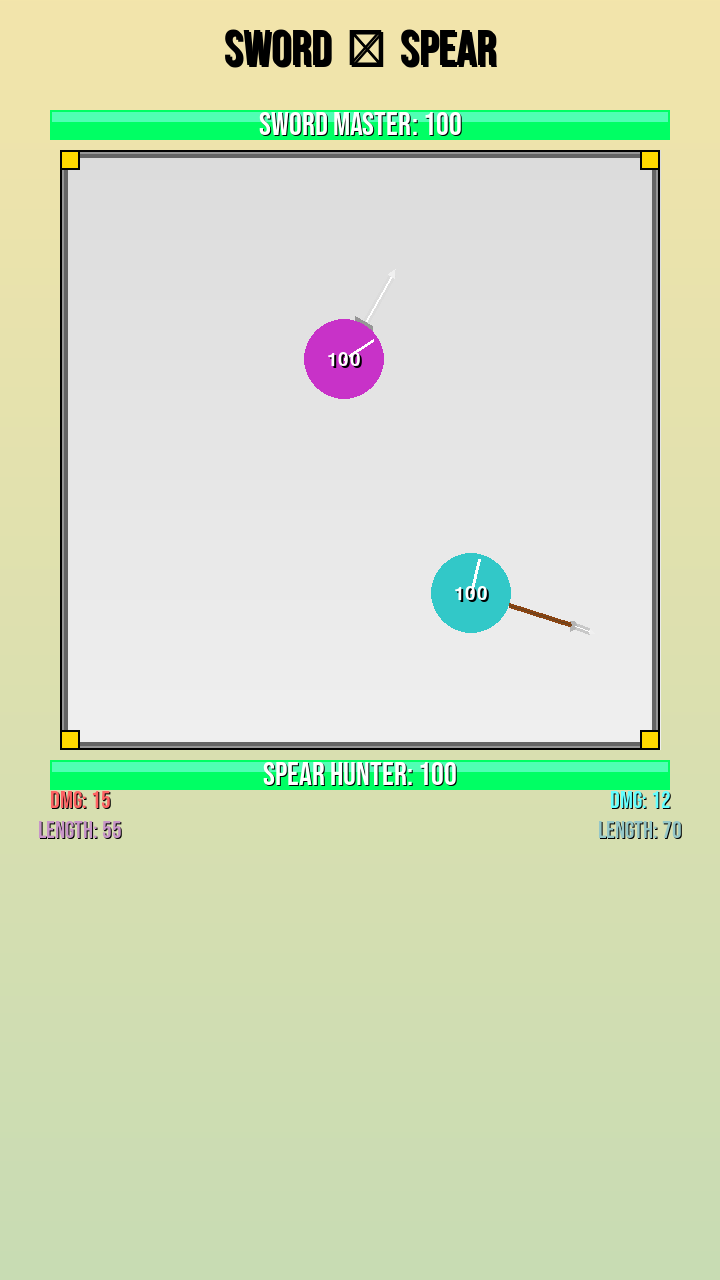 SWORD ☒ SPEAR
SWORD MASTER: 100
100
100
SPEAR HUNTER: 100
DMG: 15 DMG: 12
LENGTH: 55 LENGTH: 70